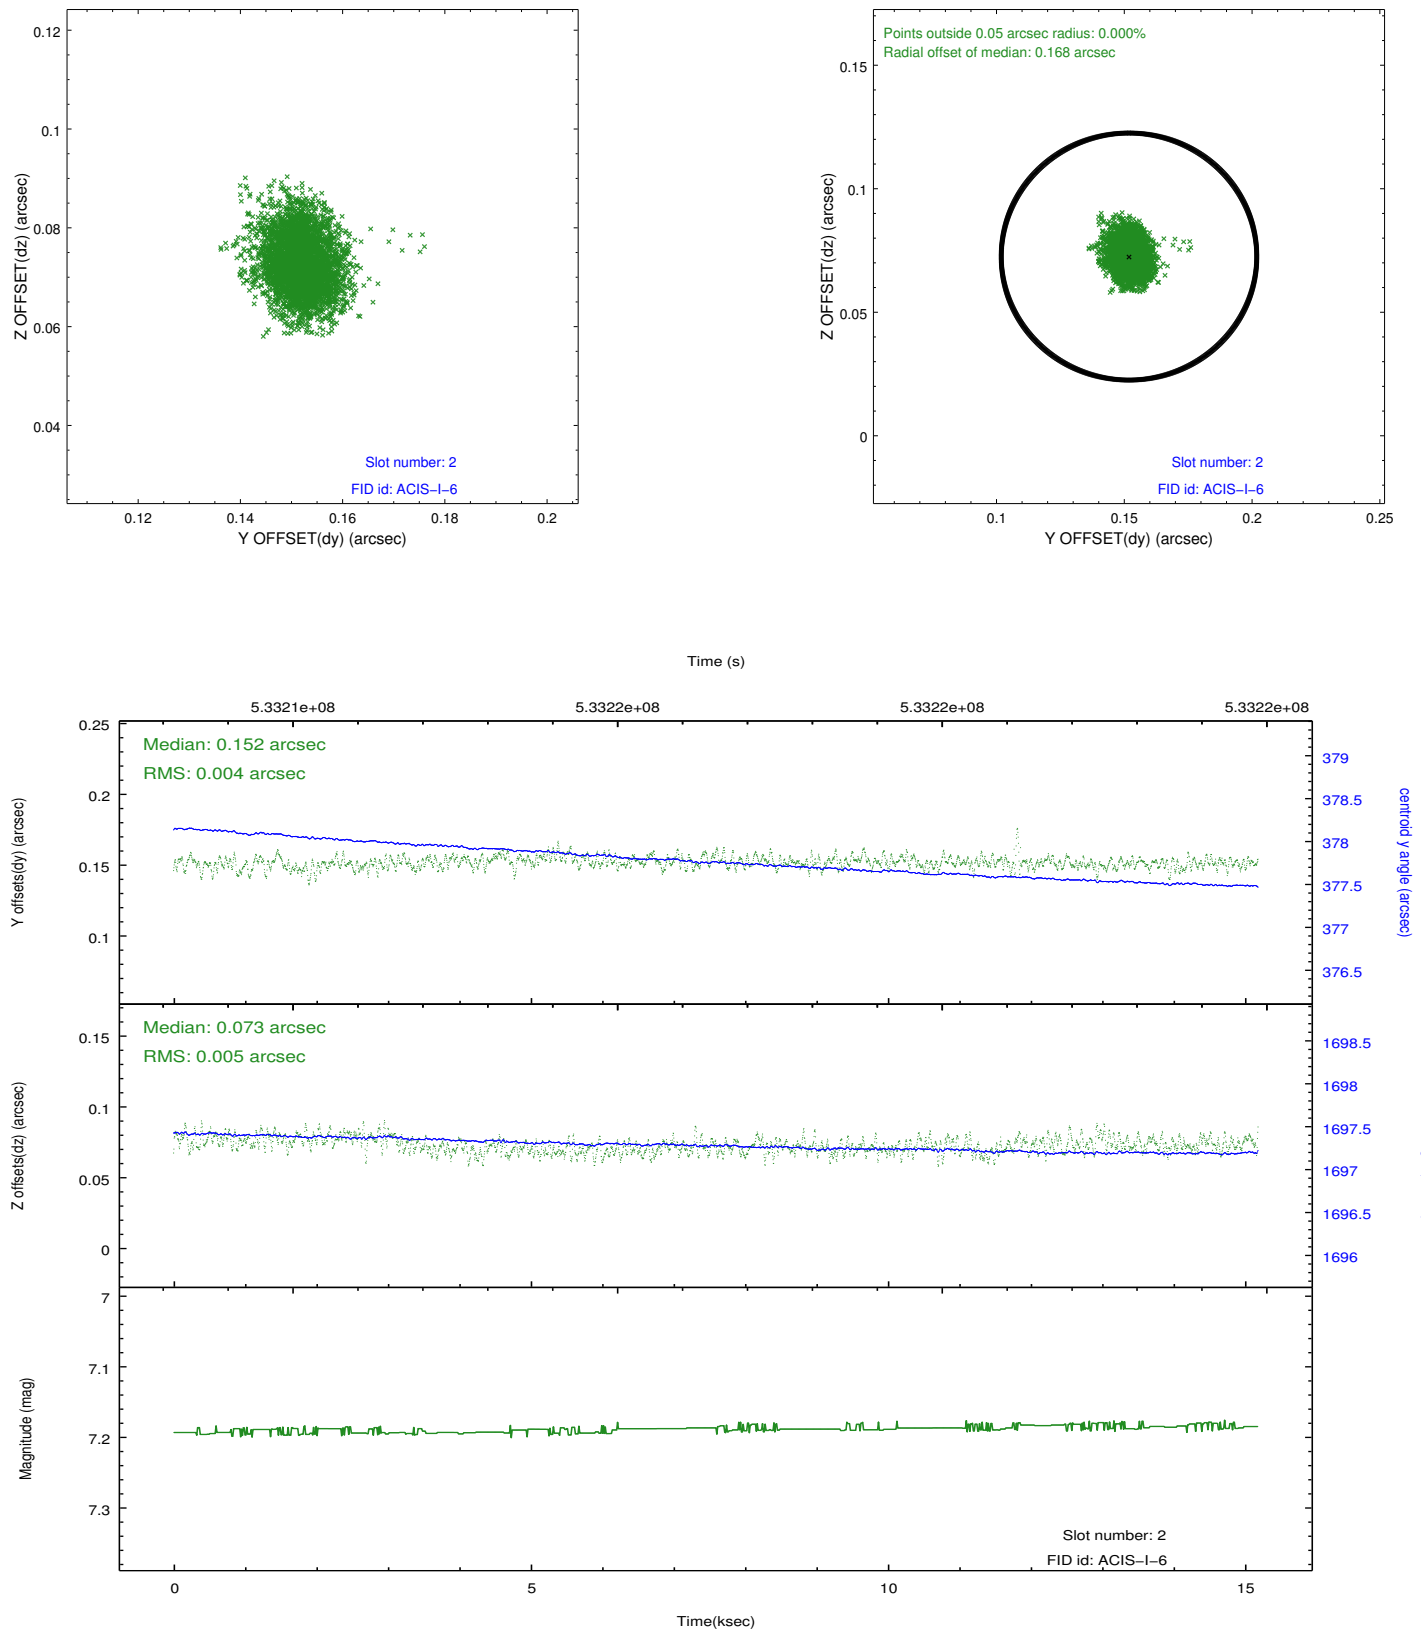 0.12
0.1
0.08
0.06
0.04
Z OFFSET(dz) (arcsec)
Slot number: 2
FID id: ACIS−I−6
0.12 0.14 0.16 0.18 0.2
Y OFFSET(dy) (arcsec)
Points outside 0.05 arcsec radius: 0.000%
Radial offset of median: 0.168 arcsec
0.15
0.1
0.05
0
Z OFFSET(dz) (arcsec)
Slot number: 2
FID id: ACIS−I−6
0.1 0.15 0.2 0.25
Y OFFSET(dy) (arcsec)
Time (s)
5.3321e+08 5.3322e+08 5.3322e+08 5.3322e+08
Median: 0.152 arcsec
RMS: 0.004 arcsec
0.25
0.2
0.15
0.1
Y offsets(dy) (arcsec)
379
378.5
378
377.5
377
376.5
centroid y angle (arcsec)
Median: 0.073 arcsec
RMS: 0.005 arcsec
0.15
0.1
0.05
0
Z offsets(dz) (arcsec)
1698.5
1698
1697.5
1697
1696.5
1696
7
7.1
7.2
7.3
Magnitude (mag)
Slot number: 2
FID id: ACIS−I−6
0 5 10 15
Time(ksec)